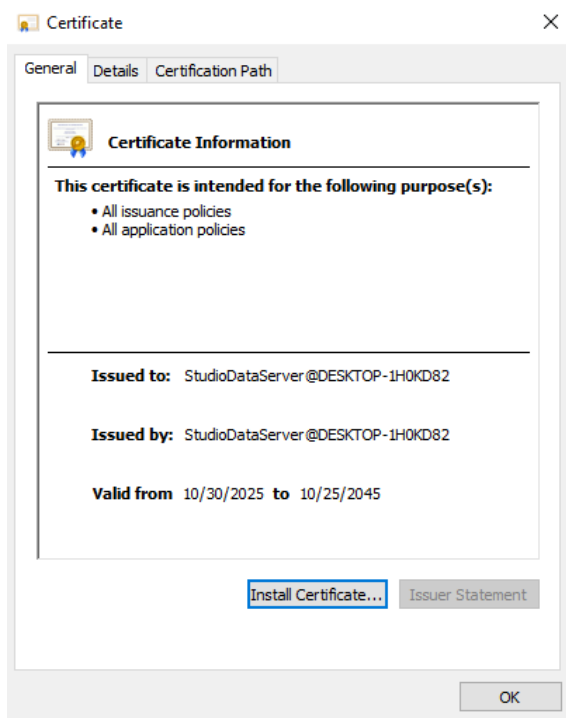 Certificate
General Details Certification Path
Certificate Information
This certificate is intended for the following purpose(s):
• All issuance policies
• All application policies
Issued to: StudioDataServer@DESKTOP-1H0KD82
Issued by: StudioDataServer@DESKTOP-1H0KD82
Valid from 10/30/2025 to 10/25/2045
Install Certificate... Issuer Statement
OK